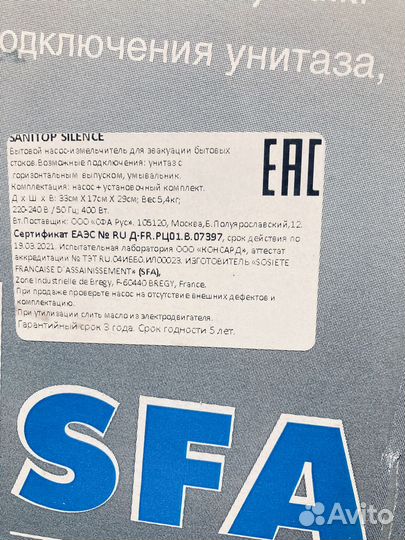 одключения унитаза,
SANITOP SILENCE
Бытовой насос-измельчитель для эвакуации бытовых
стоков. Возможные подключения: унитаз с
горизонтальным выпуском, умывальник.
Комплектация: насос + установочный комплект.
Д х Ш х В: 33см Х 17см Х 29см; Вес 5,4кг;
220-240 В / 50 Гц; 400 Вт.
Вт.Поставщик: ООО «СФА Рус». 105120, Москва, Б. Полуярославский, 12
Сертификат ЕАЭС № RU Д-FR.РЦ01.В.07397, срок действия по
19.03.2021. Испытательная лаборатория ООО «КОНСАРД», аттестат
аккредитации № ТЭТ RU.04ИББ0.ИЛ00023. ИЗГОТОВИТЕЛЬ «SOSIETE
FRANCAISE D`ASSAINISSEMENT» (SFA),
Zone Industrielle de Bregy, F-60440 BREGY, France.
При продаже проверьте насос на отсутствие внешних дефектов и
комплектацию.
При утилизации слить масло из электродвигателя.
Гарантийный срок 3 года. Срок годности 5 лет.
EAC
SFA
Avito